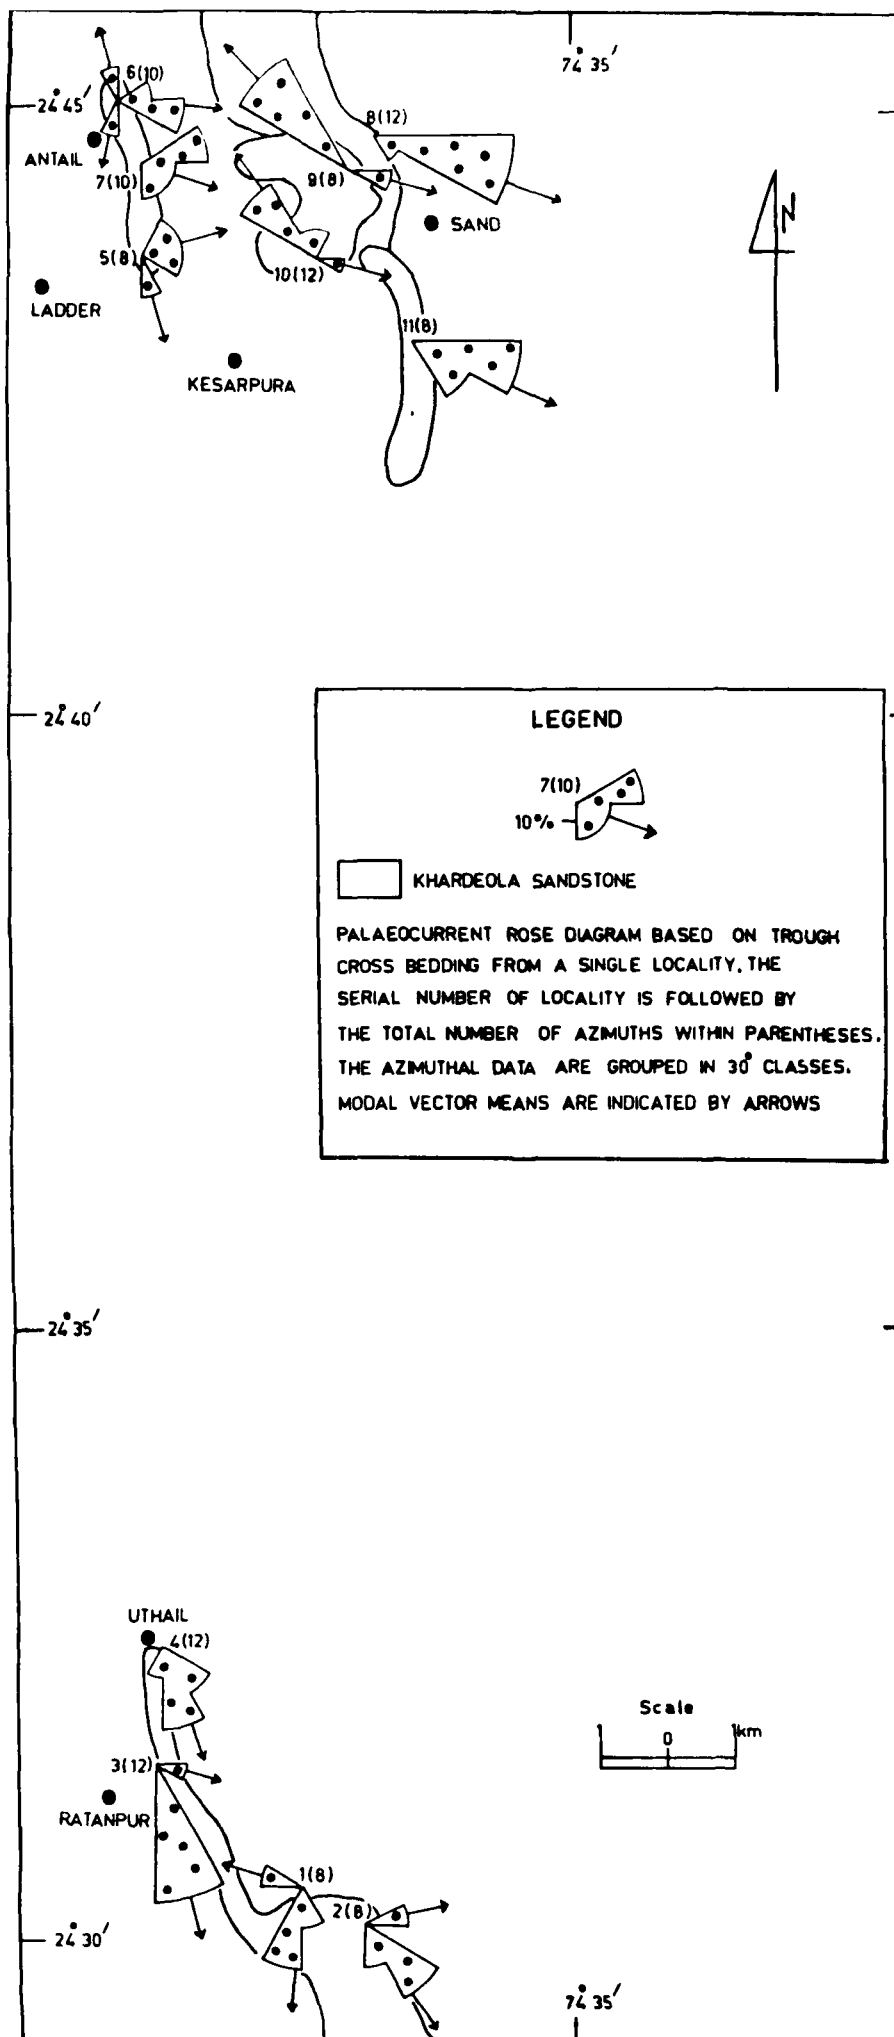 74°35′
6(10)
24°45′
8(12)
ANTAIL
7(10)
9(8)
SAND
N
5(8)
10(12)
LADDER
11(8)
KESARPURA
24°40′
LEGEND
7(10)
10%
KHARDEOLA SANDSTONE
PALAEOCURRENT ROSE DIAGRAM BASED ON TROUGH
CROSS BEDDING FROM A SINGLE LOCALITY. THE
SERIAL NUMBER OF LOCALITY IS FOLLOWED BY
THE TOTAL NUMBER OF AZIMUTHS WITHIN PARENTHESES.
THE AZIMUTHAL DATA ARE GROUPED IN 30° CLASSES.
MODAL VECTOR MEANS ARE INDICATED BY ARROWS
24°35′
UTHAIL
4(12)
Scale
0 1km
3(12)
RATANPUR
1(8)
2(8)
24°30′
74°35′